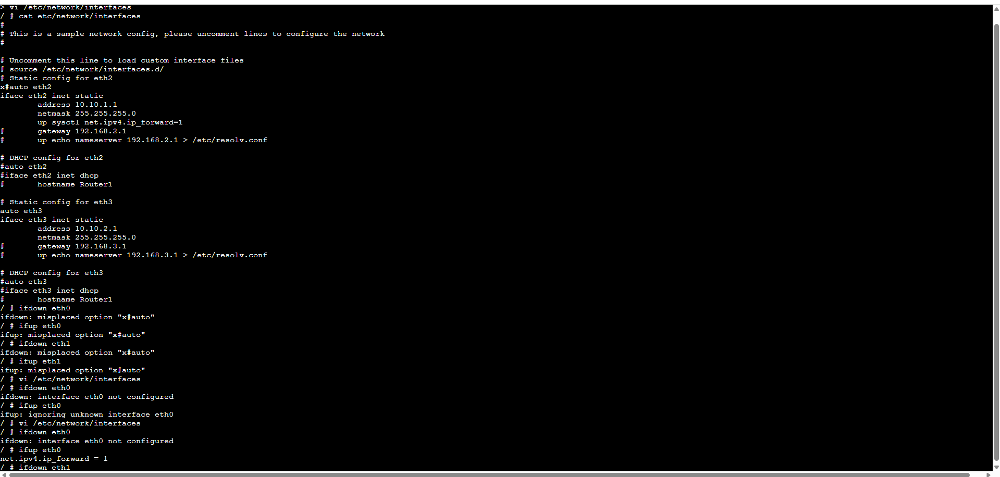 > vi /etc/network/interfaces
/ # cat etc/network/interfaces
#
# This is a sample network config, please uncomment lines to configure the network
#

# Uncomment this line to load custom interface files
# source /etc/network/interfaces.d/
# Static config for eth2
x#auto eth2
iface eth2 inet static
        address 10.10.1.1
        netmask 255.255.255.0
        up sysctl net.ipv4.ip_forward=1
#       gateway 192.168.2.1
#       up echo nameserver 192.168.2.1 > /etc/resolv.conf

# DHCP config for eth2
#auto eth2
#iface eth2 inet dhcp
#       hostname Router1

# Static config for eth3
auto eth3
iface eth3 inet static
        address 10.10.2.1
        netmask 255.255.255.0
#       gateway 192.168.3.1
#       up echo nameserver 192.168.3.1 > /etc/resolv.conf

# DHCP config for eth3
#auto eth3
#iface eth3 inet dhcp
#       hostname Router1
/ # ifdown eth0
ifdown: misplaced option "x#auto"
/ # ifup eth0
ifup: misplaced option "x#auto"
/ # ifdown eth1
ifdown: misplaced option "x#auto"
/ # ifup eth1
ifup: misplaced option "x#auto"
/ # vi /etc/network/interfaces
/ # ifdown eth0
ifdown: interface eth0 not configured
/ # ifup eth0
ifup: ignoring unknown interface eth0
/ # vi /etc/network/interfaces
/ # ifdown eth0
ifdown: interface eth0 not configured
/ # ifup eth0
net.ipv4.ip_forward = 1
/ # ifdown eth1